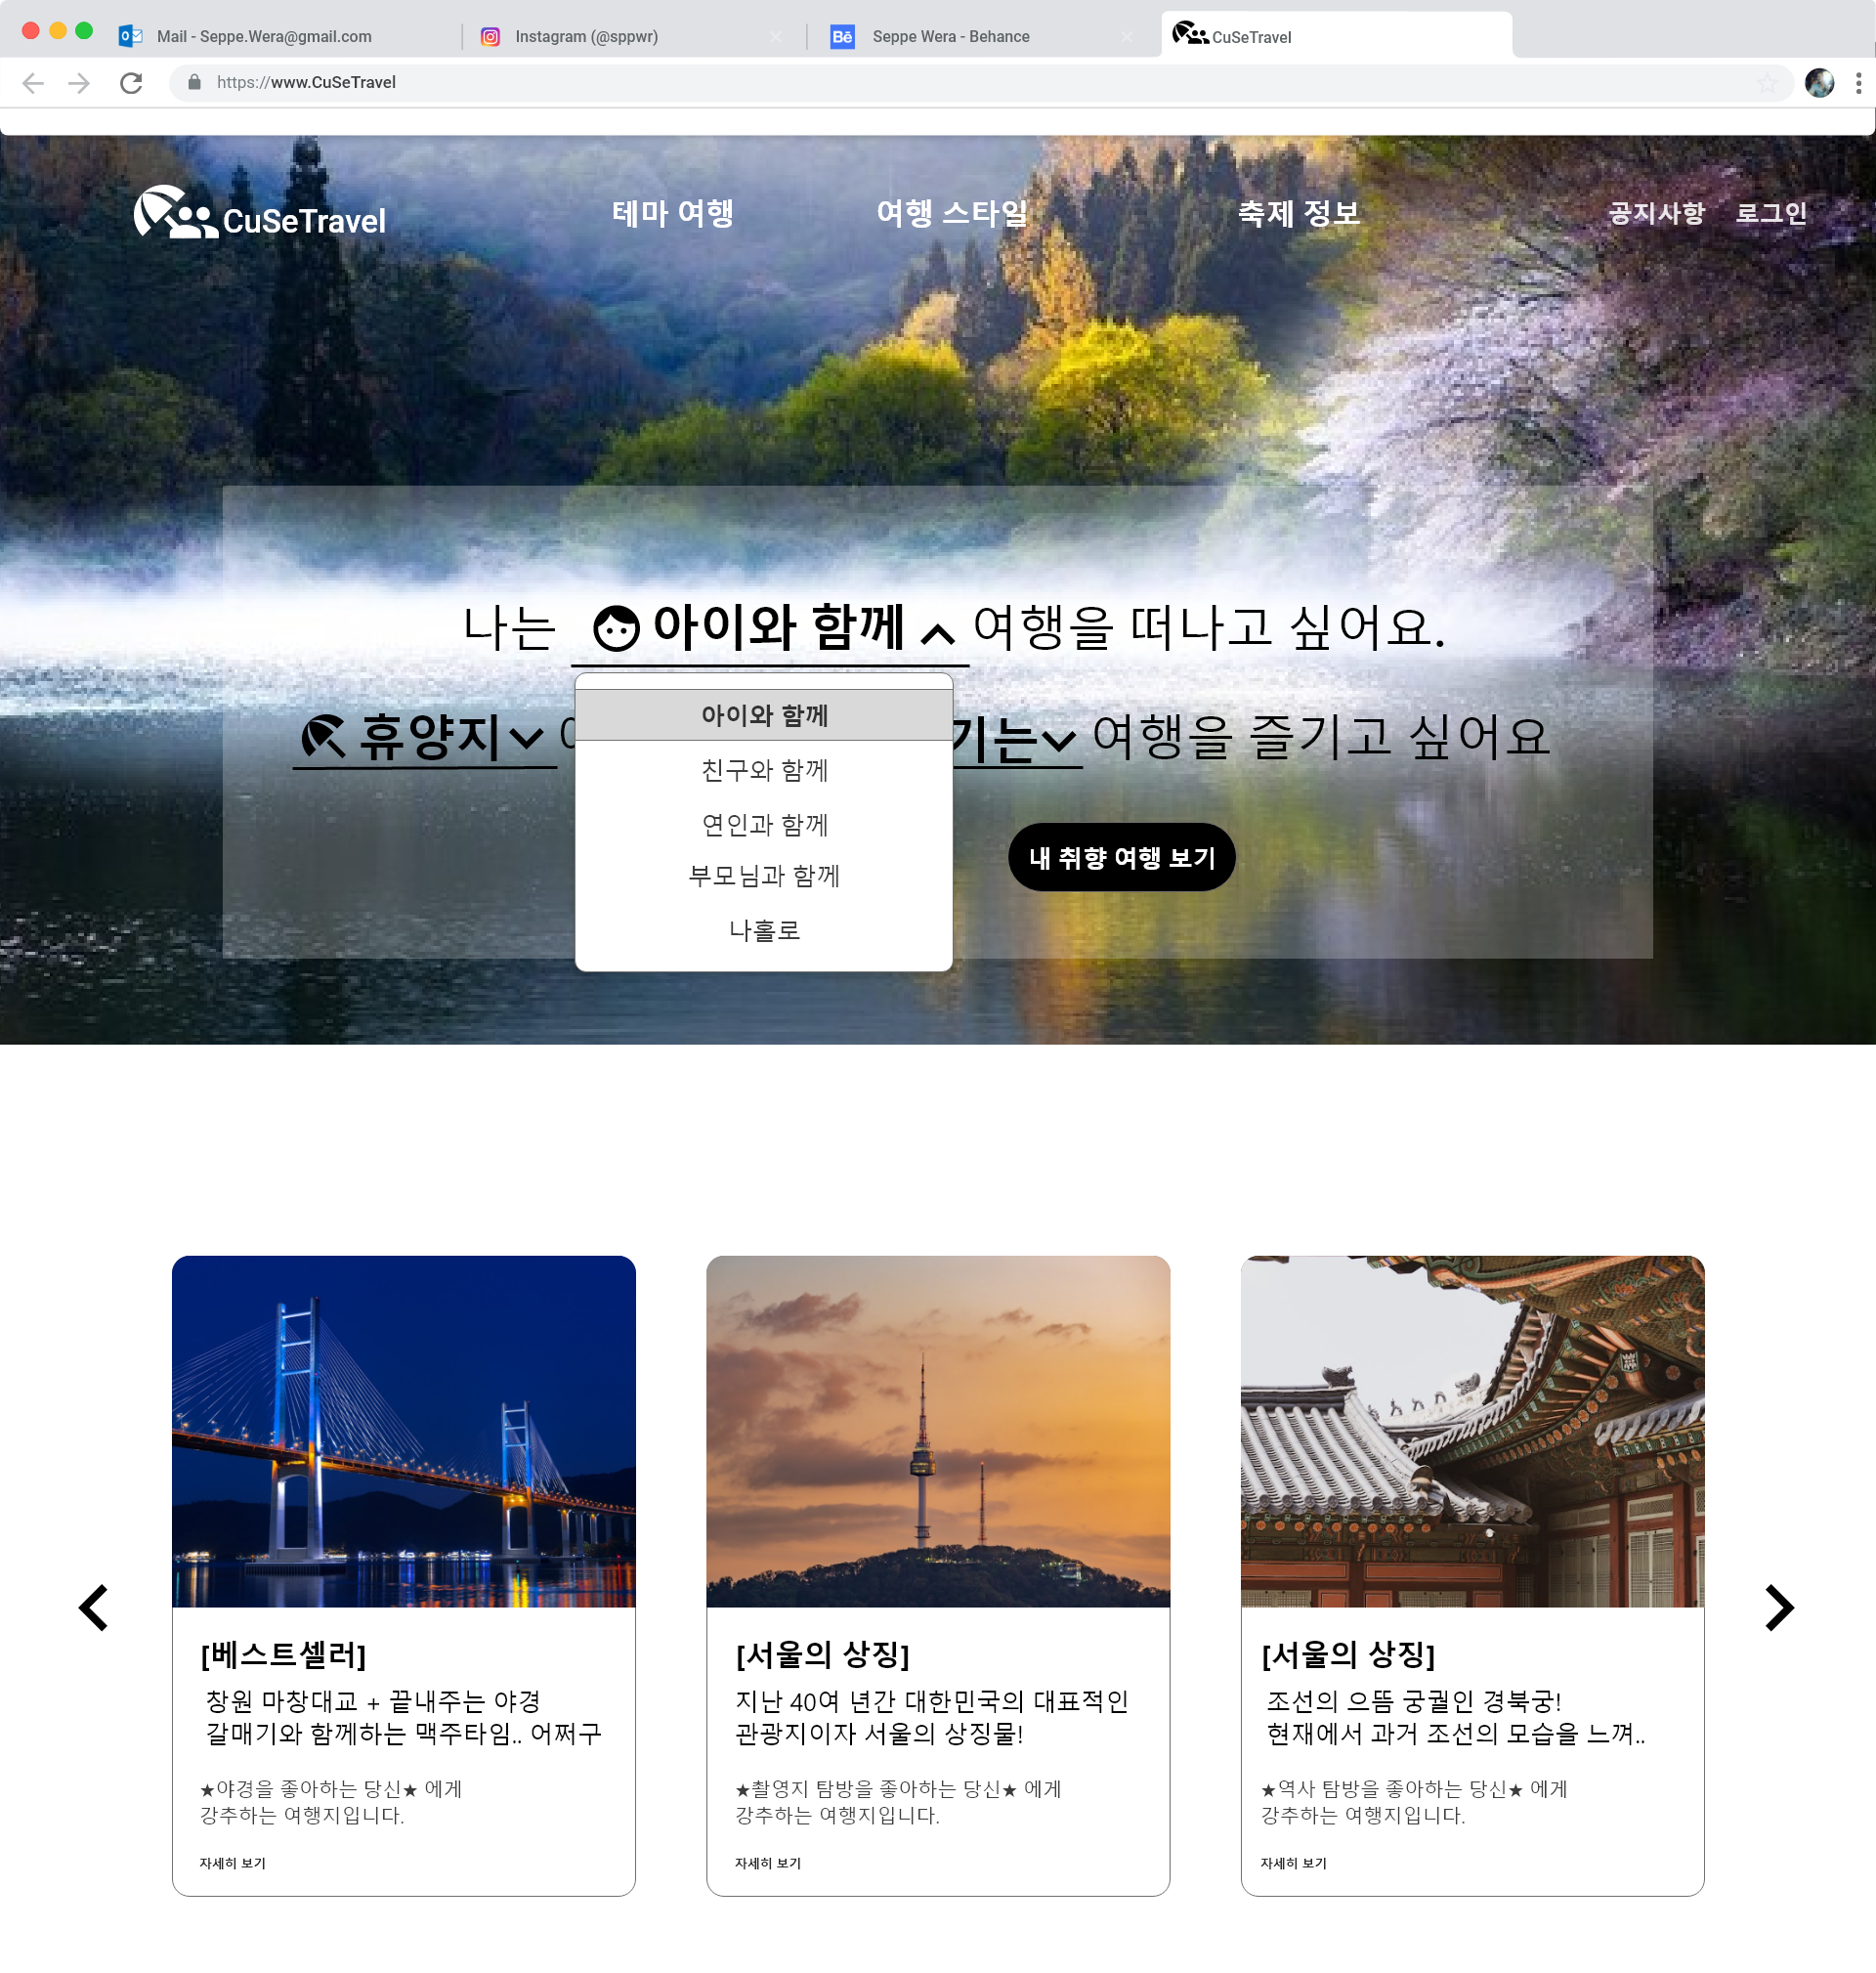 Mail - Seppe.Wera@gmail.com
Instagram (@sppwr)
Bē
Seppe Wera - Behance
CuSeTravel
https://www.CuSeTravel
CuSeTravel
테마 여행
여행 스타일
축제 정보
공지사항
로그인
나는 아이와 함께 여행을 떠나고 싶어요.
휴양지
기는 여행을 즐기고 싶어요
아이와 함께
친구와 함께
연인과 함께
부모님과 함께
나홀로
내 취향 여행 보기
[베스트셀러]
창원 마창대교 + 끝내주는 야경
갈매기와 함께하는 맥주타임.. 어쩌구
★야경을 좋아하는 당신★ 에게
강추하는 여행지입니다.
자세히 보기
[서울의 상징]
지난 40여 년간 대한민국의 대표적인
관광지이자 서울의 상징물!
★촬영지 탐방을 좋아하는 당신★ 에게
강추하는 여행지입니다.
자세히 보기
[서울의 상징]
조선의 으뜸 궁궐인 경북궁!
현재에서 과거 조선의 모습을 느껴..
★역사 탐방을 좋아하는 당신★ 에게
강추하는 여행지입니다.
자세히 보기